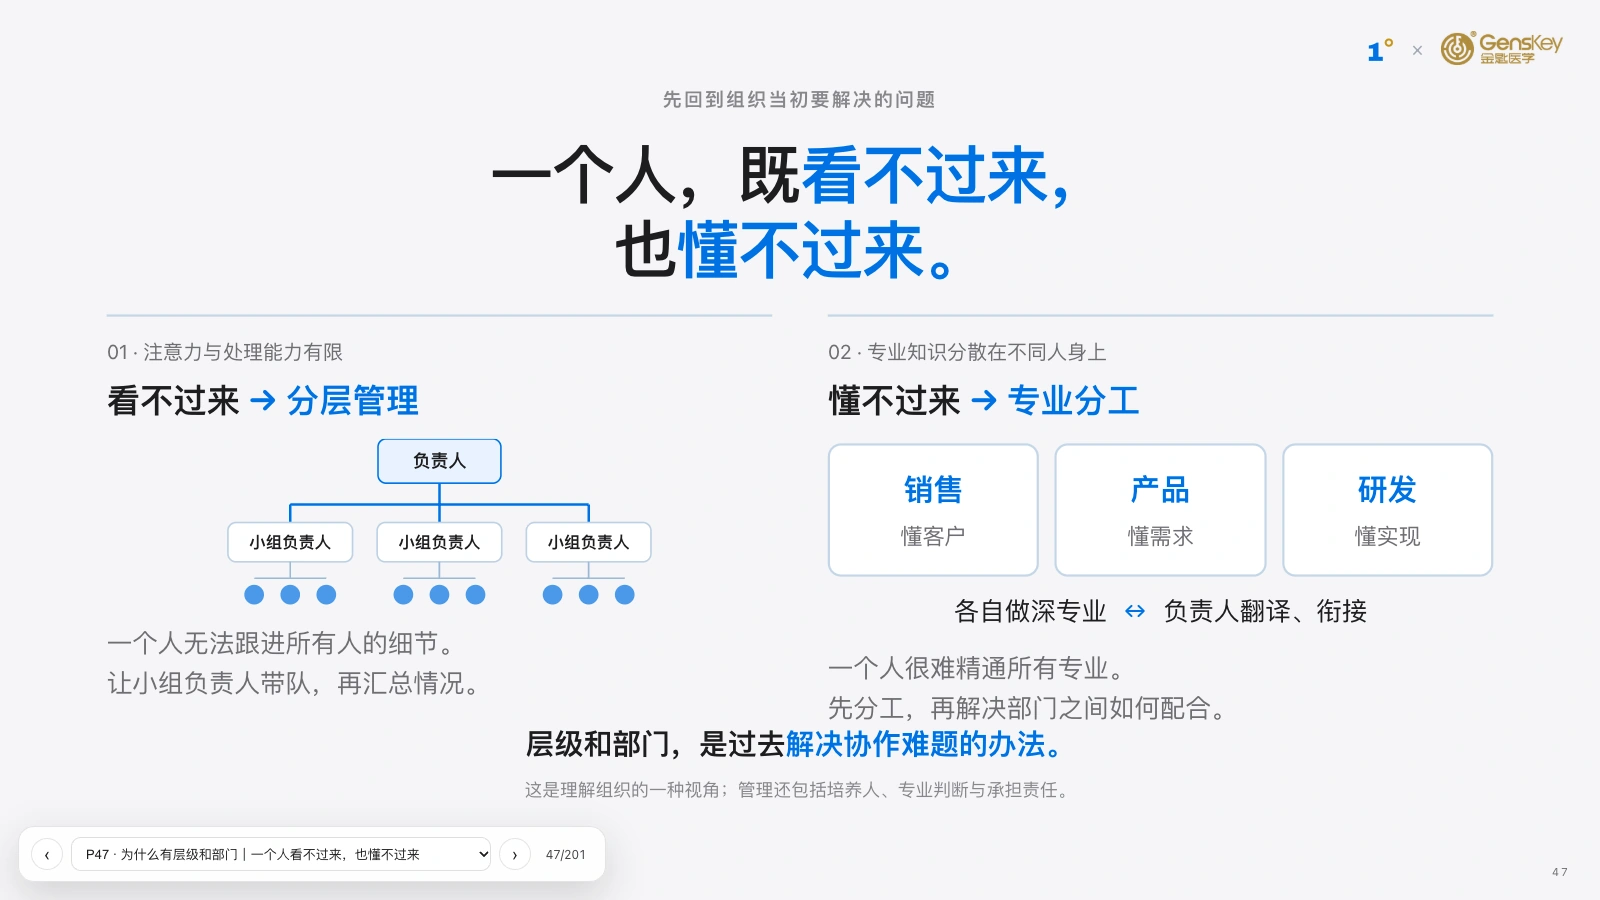 1°
×
GensKey®
金匙医学
先回到组织当初要解决的问题
一个人，既看不过来，
也懂不过来。
01 · 注意力与处理能力有限
看不过来 → 分层管理
负责人
小组负责人
小组负责人
小组负责人
一个人无法跟进所有人的细节。
让小组负责人带队，再汇总情况。
02 · 专业知识分散在不同人身上
懂不过来 → 专业分工
销售
懂客户
产品
懂需求
研发
懂实现
各自做深专业 ↔ 负责人翻译、衔接
一个人很难精通所有专业。
先分工，再解决部门之间如何配合。
层级和部门，是过去解决协作难题的办法。
这是理解组织的一种视角；管理还包括培养人、专业判断与承担责任。
‹
P47 · 为什么有层级和部门｜一个人看不过来，也懂不过来
›
47/201
47